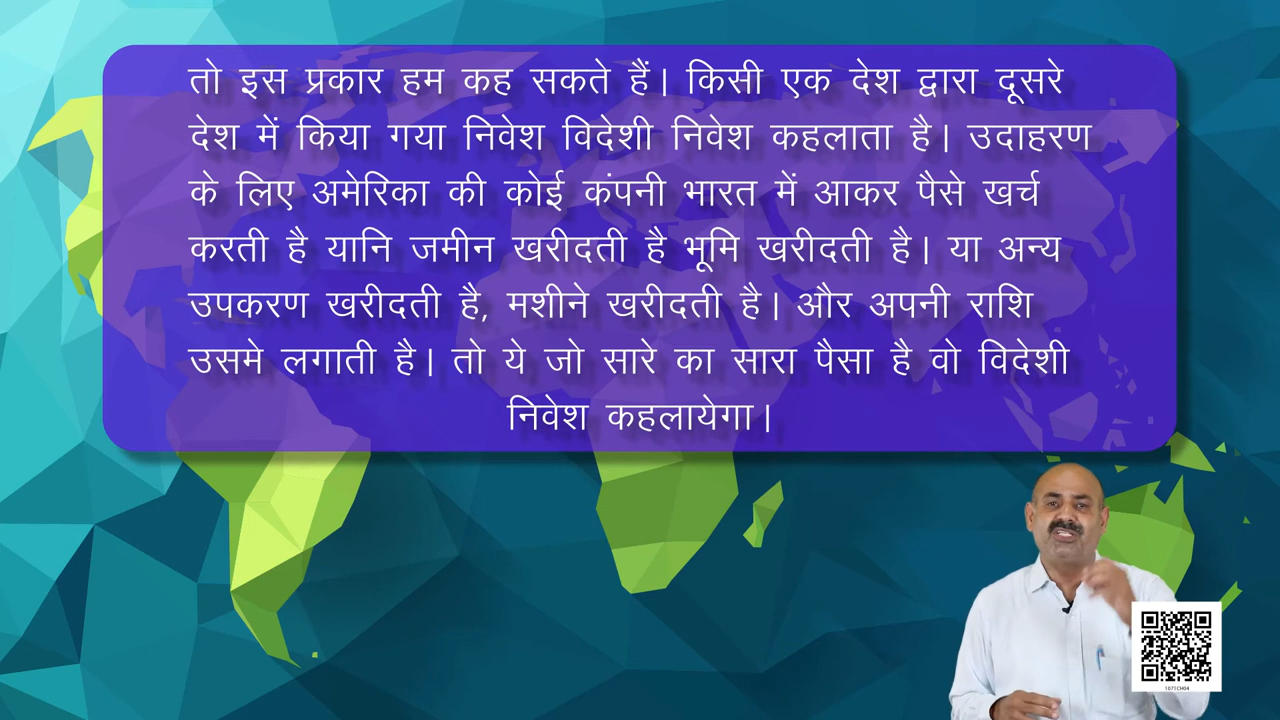 तो इस प्रकार हम कह सकते हैं। किसी एक देश द्वारा दूसरे
देश में किया गया निवेश विदेशी निवेश कहलाता है। उदाहरण
के लिए अमेरिका की कोई कंपनी भारत में आकर पैसे खर्च
करती है यानि जमीन खरीदती है भूमि खरीदती है। या अन्य
उपकरण खरीदती है, मशीने खरीदती है। और अपनी राशि
उसमे लगाती है। तो ये जो सारे का सारा पैसा है वो विदेशी
निवेश कहलायेगा।
1071CH04